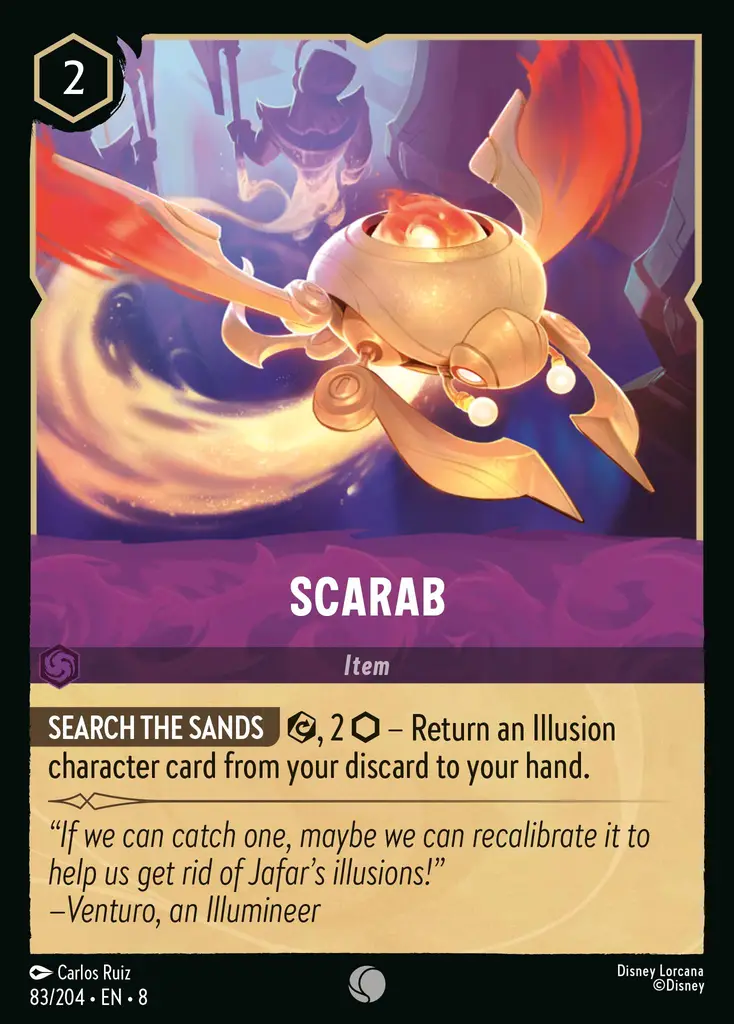 2
SCARAB
Item
SEARCH THE SANDS ⟳, 2 ⬡ – Return an Illusion
character card from your discard to your hand.
“If we can catch one, maybe we can recalibrate it to
help us get rid of Jafar’s illusions!”
–Venturo, an Illumineer
Carlos Ruiz
83/204 • EN • 8
Disney Lorcana
©Disney